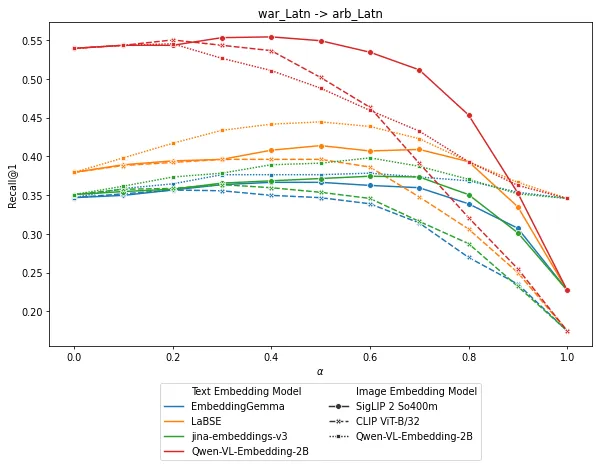 war_Latn -> arb_Latn
Recall@1
0.55
0.50
0.45
0.40
0.35
0.30
0.25
0.20
0.0 0.2 0.4 0.6 0.8 1.0
α
Text Embedding Model
EmbeddingGemma
LaBSE
jina-embeddings-v3
Qwen-VL-Embedding-2B
Image Embedding Model
SigLIP 2 So400m
CLIP ViT-B/32
Qwen-VL-Embedding-2B